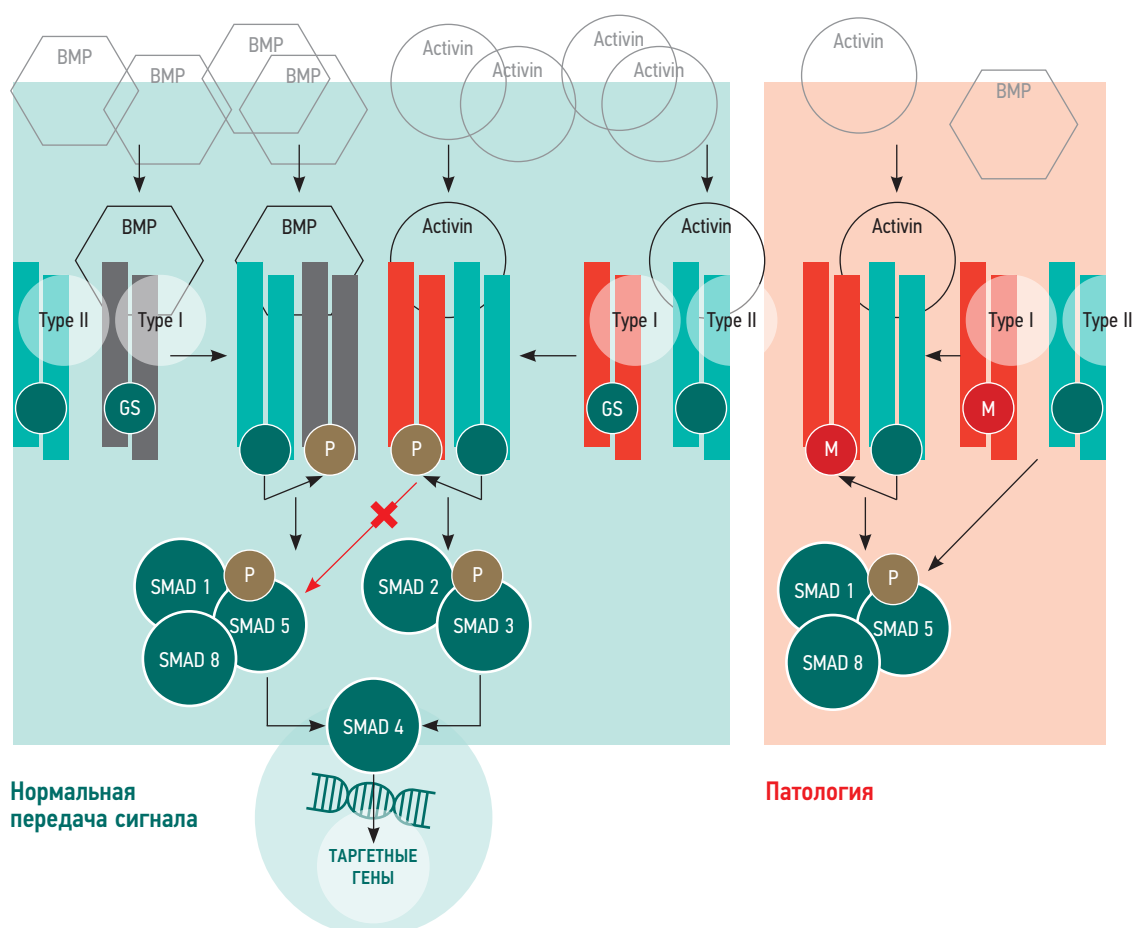 BMP
BMP
BMP
BMP
Activin
Activin
Activin
Activin
Activin
BMP
BMP
BMP
Activin
Activin
Activin
Type II
Type I
Type I
Type II
Type I
Type II
GS
GS
M
P
P
M
SMAD 1
P
SMAD 5
SMAD 8
SMAD 2
P
SMAD 3
SMAD 1
P
SMAD 5
SMAD 8
SMAD 4
Нормальная
передача сигнала
Патология
ТАРГЕТНЫЕ
ГЕНЫ